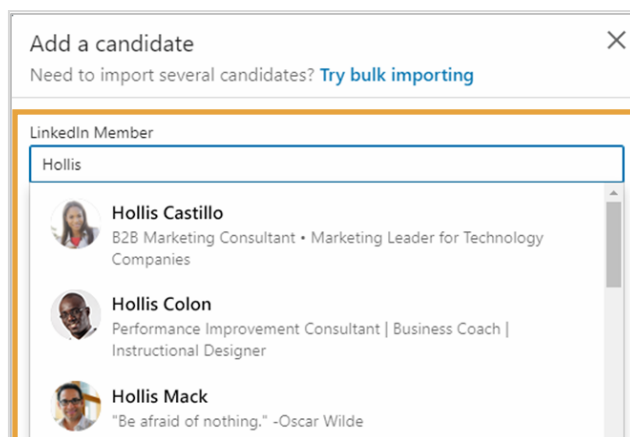 Add a candidate
Need to import several candidates? Try bulk importing
LinkedIn Member
Hollis
Hollis Castillo
B2B Marketing Consultant • Marketing Leader for Technology
Companies
Hollis Colon
Performance Improvement Consultant | Business Coach |
Instructional Designer
Hollis Mack
"Be afraid of nothing." -Oscar Wilde